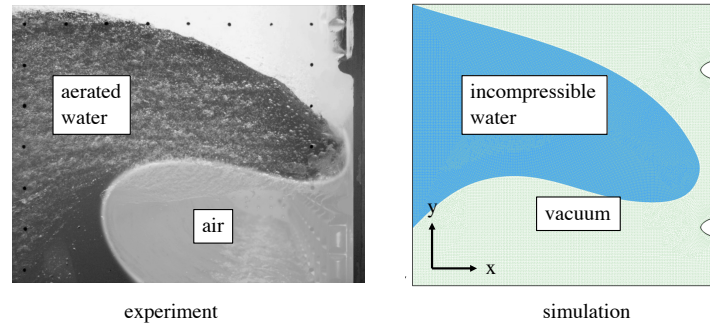 aerated
water
air
experiment
incompressible
water
vacuum
y
x
simulation